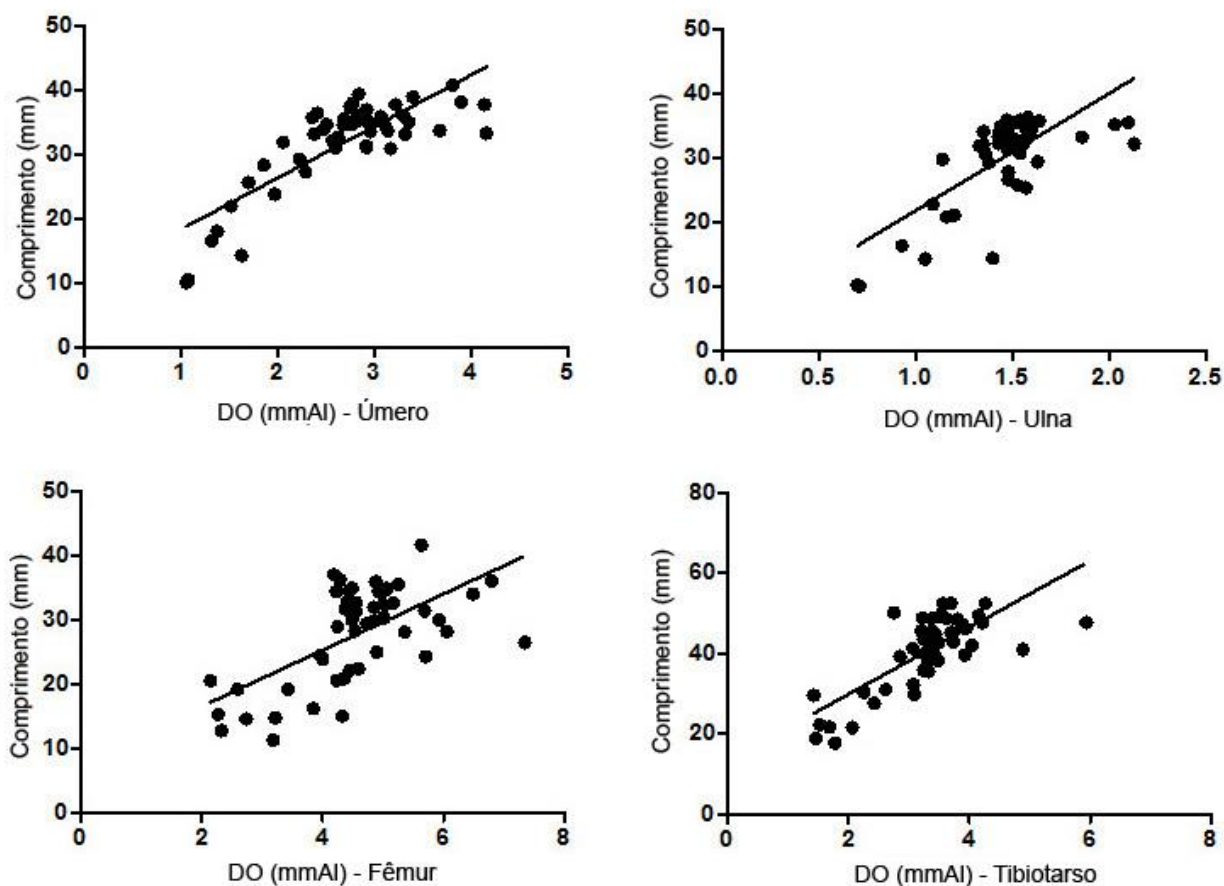 50
40
30
20
10
0
Comprimento (mm)
0 1 2 3 4 5
DO (mmAl) - Úmero
50
40
30
20
10
0
Comprimento (mm)
0.0 0.5 1.0 1.5 2.0 2.5
DO (mmAl) - Ulna
50
40
30
20
10
0
Comprimento (mm)
0 2 4 6 8
DO (mmAl) - Fêmur
80
60
40
20
0
Comprimento (mm)
0 2 4 6 8
DO (mmAl) - Tibiotarso